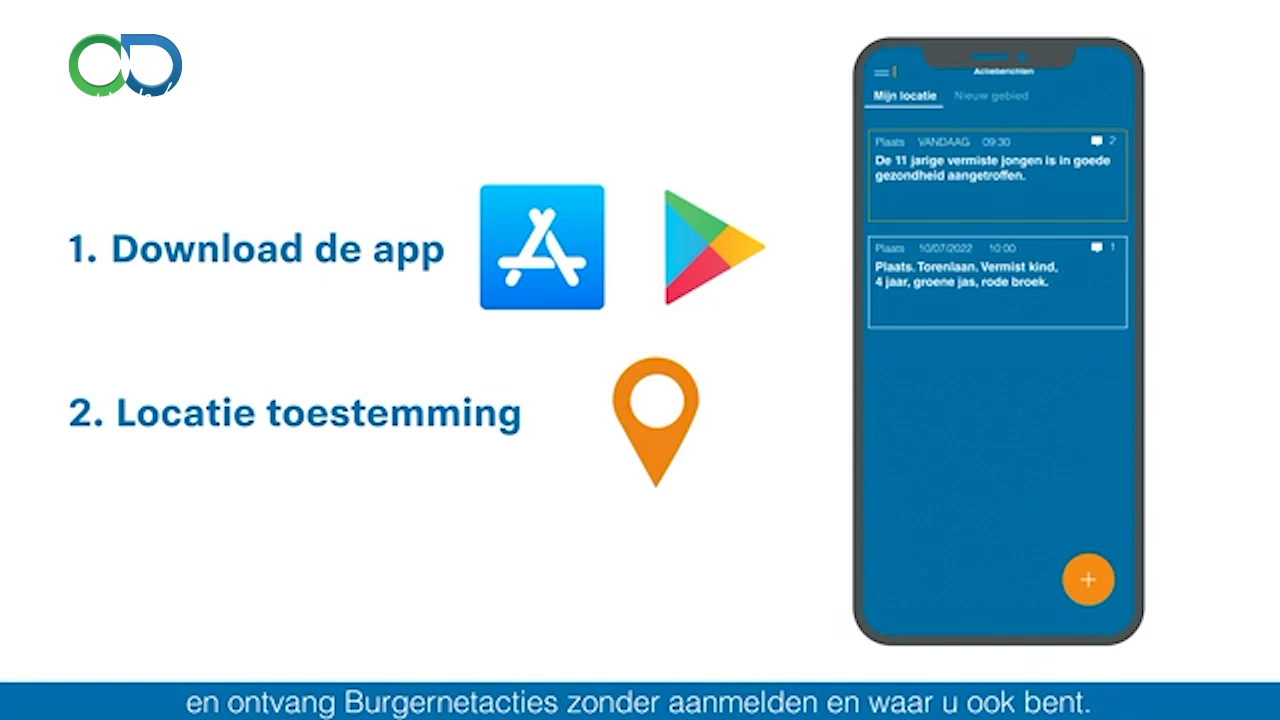 1. Download de app
2. Locatie toestemming
Actieberichten
Mijn locatie Nieuw gebied
Plaats VANDAAG 09:30 2
De 11 jarige vermiste jongen is in goede
gezondheid aangetroffen.
Plaats 10/07/2022 10:00 1
Plaats. Torenlaan. Vermist kind,
4 jaar, groene jas, rode broek.
+
en ontvang Burgernetacties zonder aanmelden en waar u ook bent.